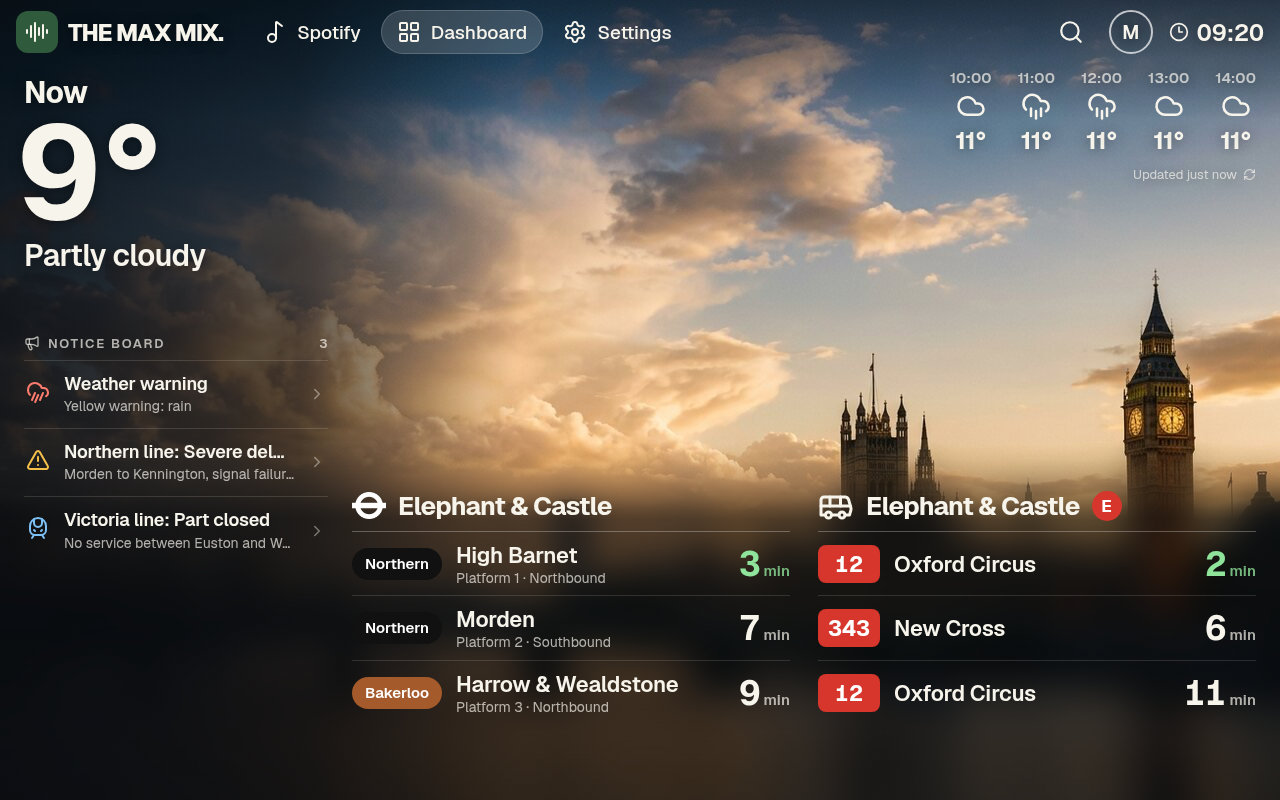 THE MAX MIX.
Spotify
Dashboard
Settings
M
09:20
Now
9°
Partly cloudy
10:00 11:00 12:00 13:00 14:00
11° 11° 11° 11° 11°
Updated just now
NOTICE BOARD 3
Weather warning
Yellow warning: rain
Northern line: Severe del...
Morden to Kennington, signal failur...
Victoria line: Part closed
No service between Euston and W...
Elephant & Castle
Northern High Barnet 3 min
Platform 1 · Northbound
Northern Morden 7 min
Platform 2 · Southbound
Bakerloo Harrow & Wealdstone 9 min
Platform 3 · Northbound
Elephant & Castle E
12 Oxford Circus 2 min
343 New Cross 6 min
12 Oxford Circus 11 min